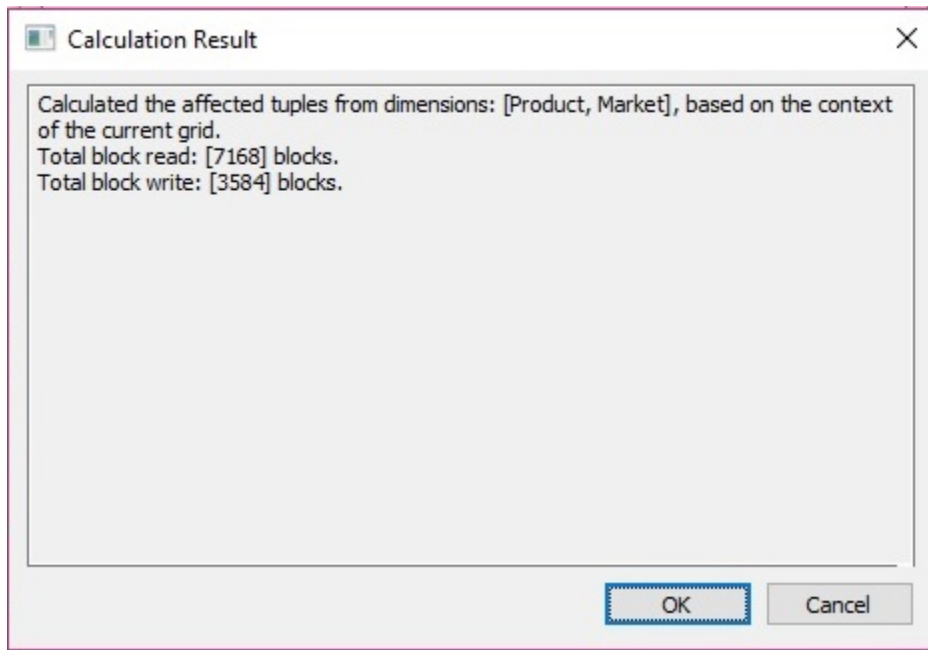 Calculation Result
Calculated the affected tuples from dimensions: [Product, Market], based on the context
of the current grid.
Total block read: [7168] blocks.
Total block write: [3584] blocks.
OK
Cancel